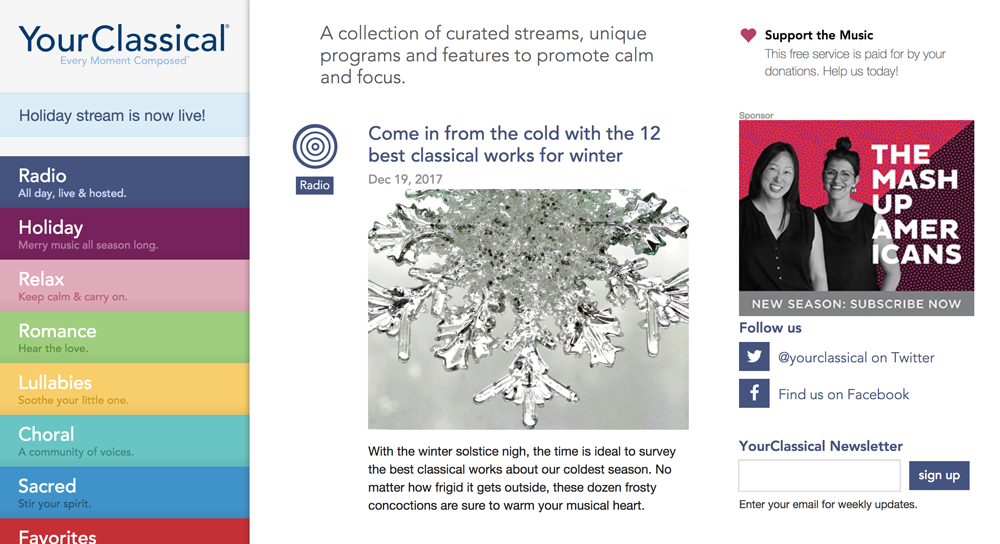 YourClassical®
Every Moment Composed™
Holiday stream is now live!
Radio
All day, live & hosted.
Holiday
Merry music all season long.
Relax
Keep calm & carry on.
Romance
Hear the love.
Lullabies
Soothe your little one.
Choral
A community of voices.
Sacred
Stir your spirit.
Favorites
A collection of curated streams, unique
programs and features to promote calm
and focus.
Radio
Come in from the cold with the 12
best classical works for winter
Dec 19, 2017
With the winter solstice nigh, the time is ideal to survey
the best classical works about our coldest season. No
matter how frigid it gets outside, these dozen frosty
concoctions are sure to warm your musical heart.
Support the Music
This free service is paid for by your
donations. Help us today!
Sponsor
THE
MASH
UP
AMER
ICANS
NEW SEASON: SUBSCRIBE NOW
Follow us
@yourclassical on Twitter
Find us on Facebook
YourClassical Newsletter
sign up
Enter your email for weekly updates.